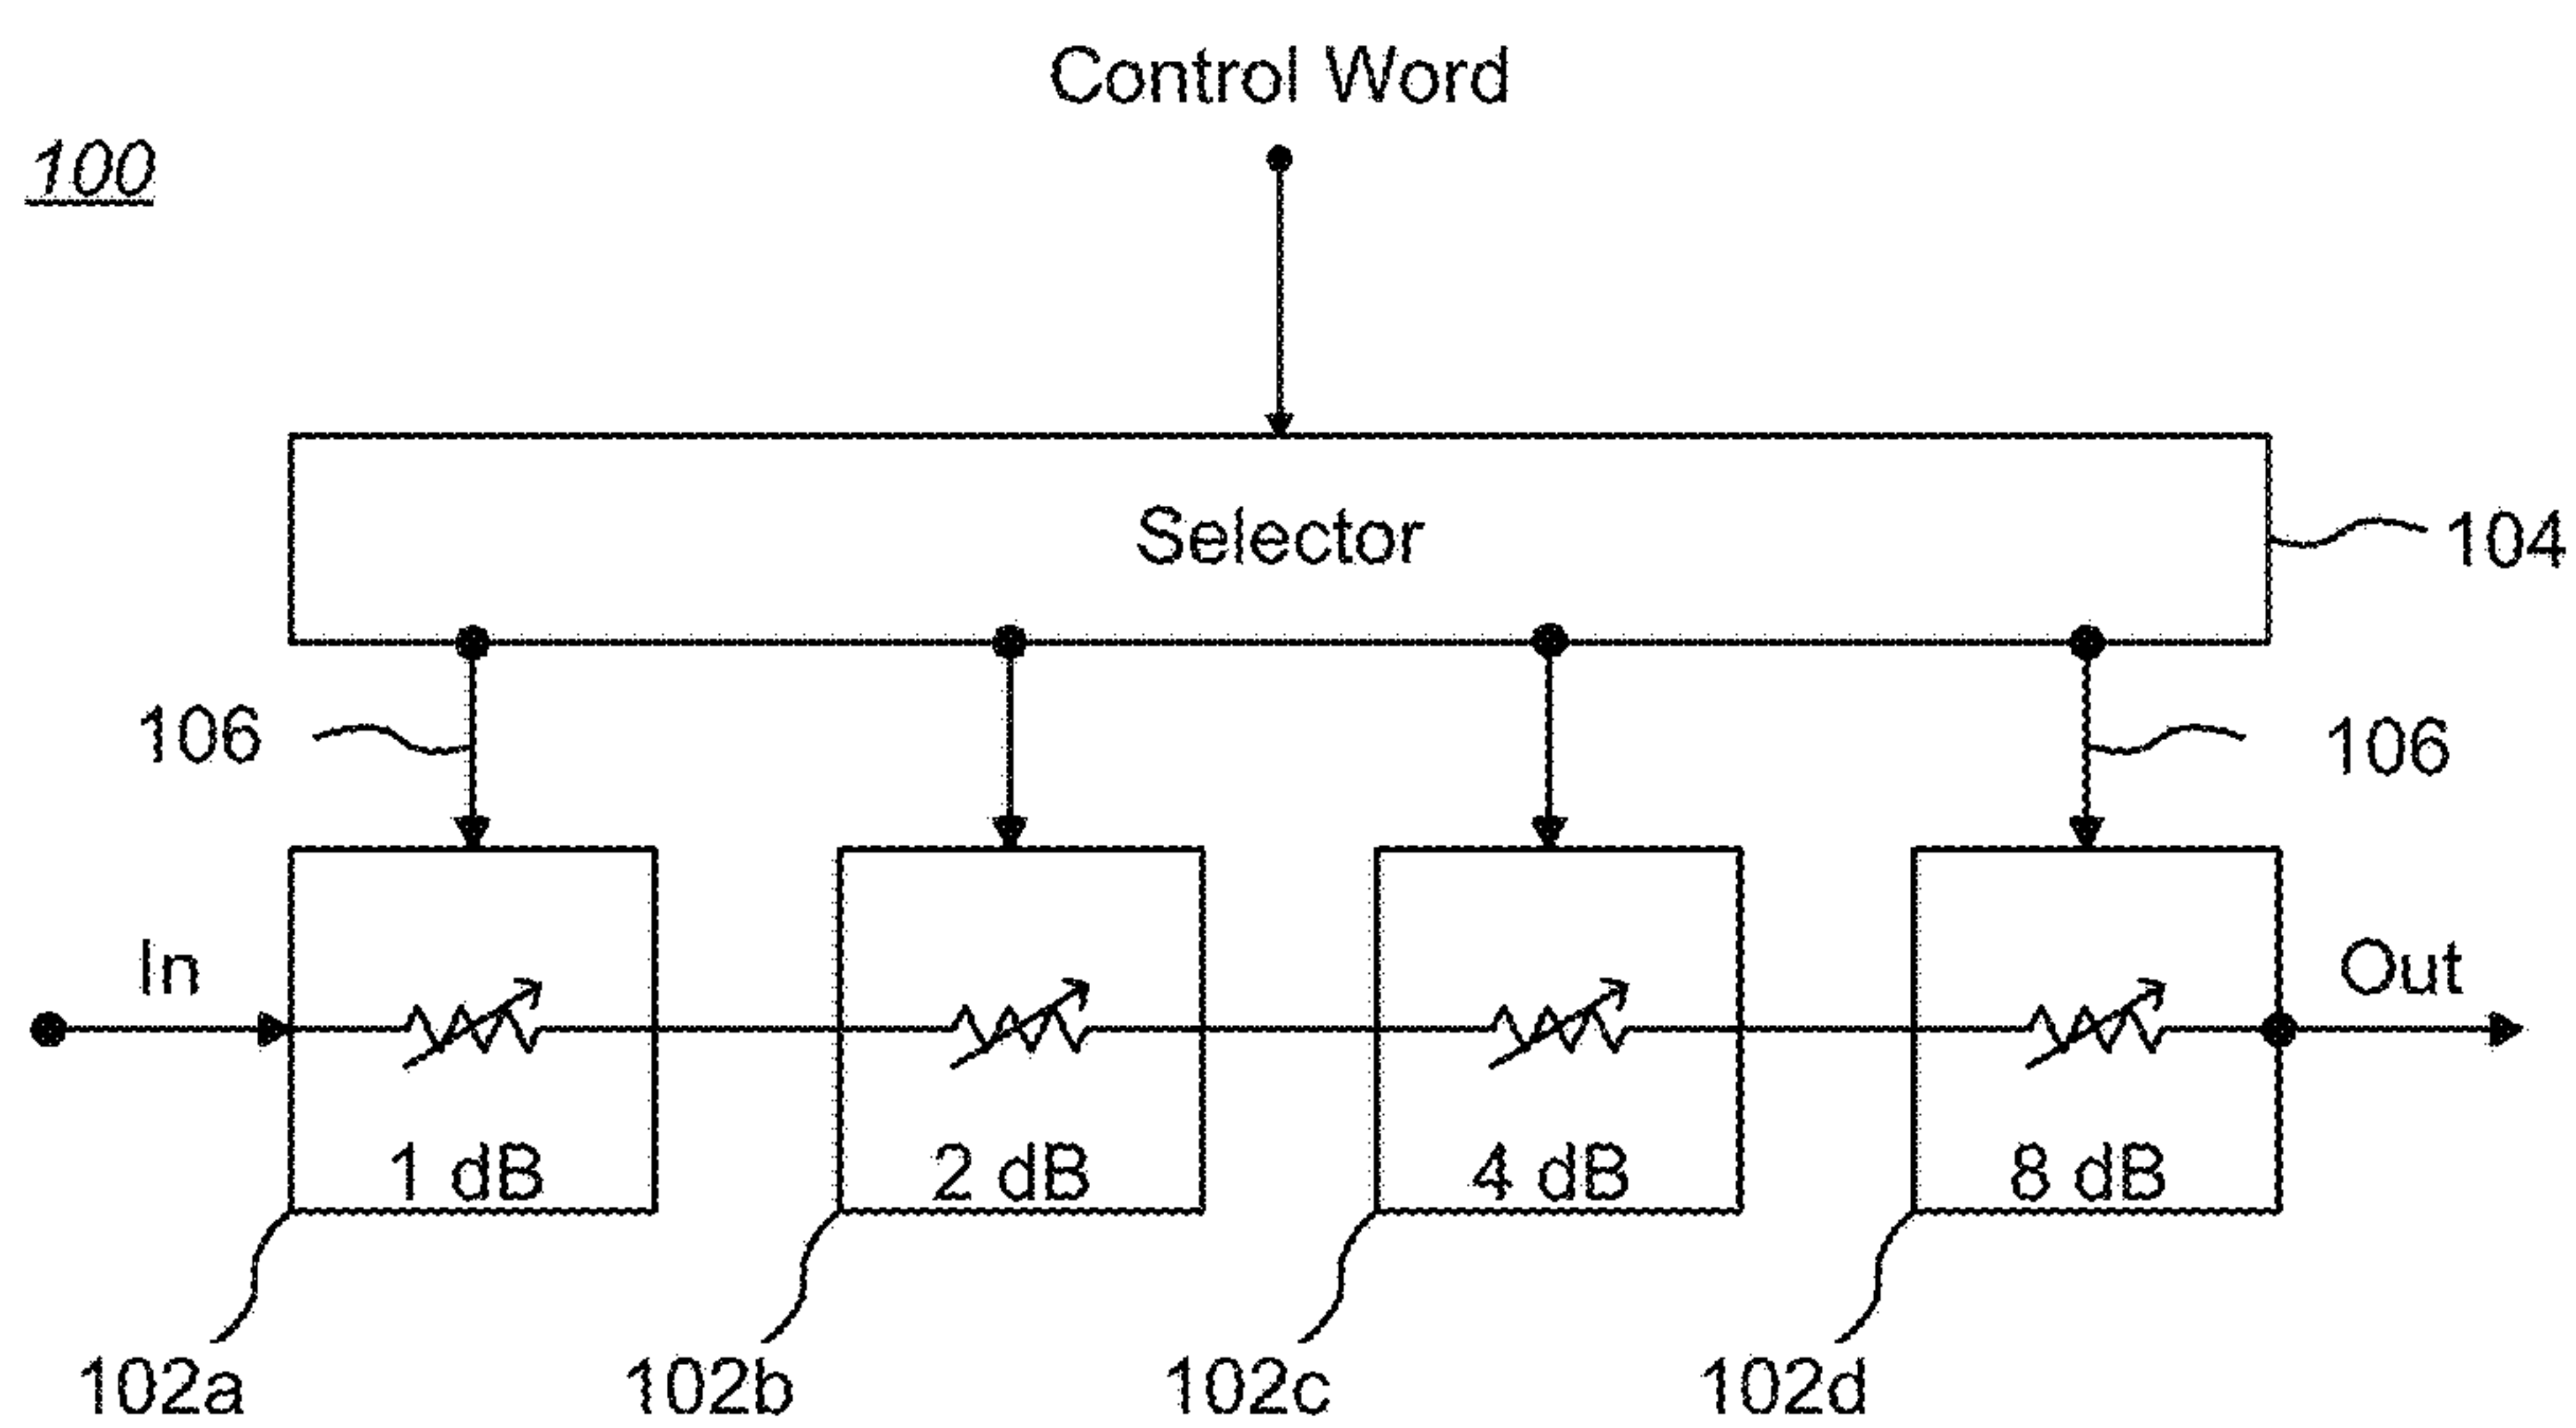 Control Word
100
Selector
104
106
106
In
Out
1 dB
2 dB
4 dB
8 dB
102a
102b
102c
102d